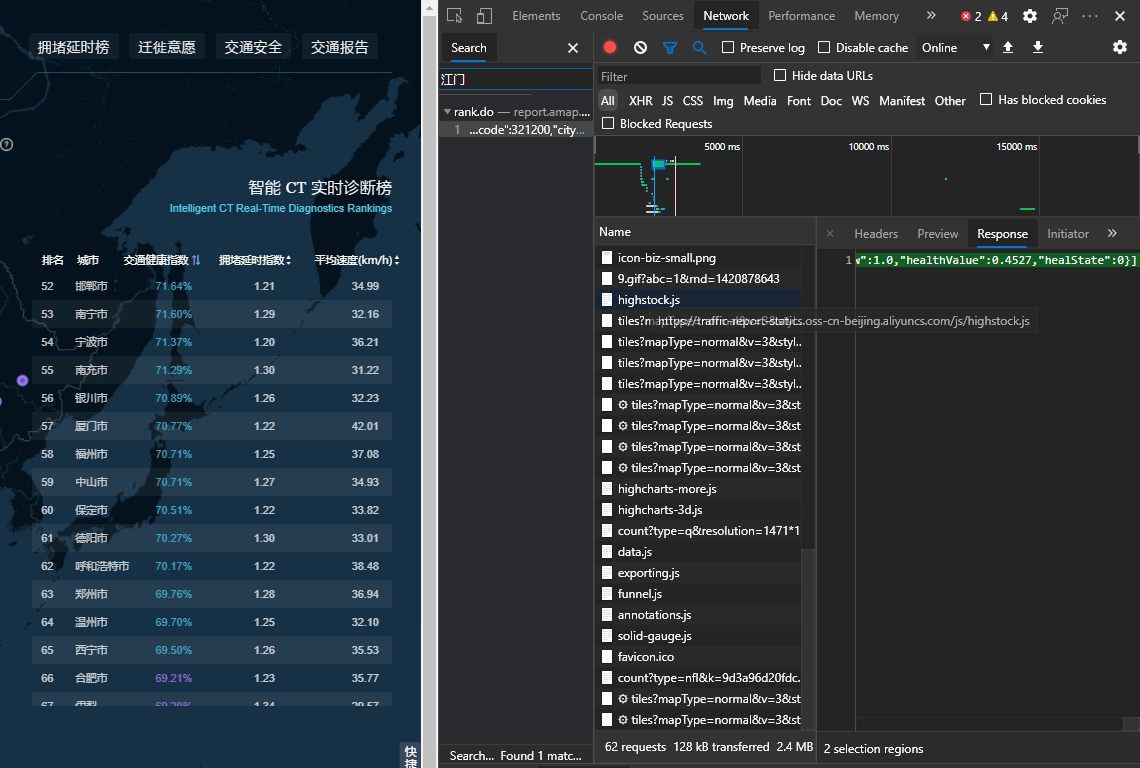 拥堵延时榜 迁徙意愿 交通安全 交通报告
智能 CT 实时诊断榜
Intelligent CT Real-Time Diagnostics Rankings
排名 城市 交通健康指数 拥堵延时指数 平均速度(km/h)
52 邯郸市 71.64% 1.21 34.99
53 南宁市 71.60% 1.29 32.16
54 宁波市 71.37% 1.20 36.21
55 南充市 71.29% 1.30 31.22
56 银川市 70.89% 1.26 32.23
57 厦门市 70.77% 1.22 42.01
58 福州市 70.71% 1.25 37.08
59 中山市 70.71% 1.27 34.93
60 保定市 70.51% 1.22 33.82
61 德阳市 70.27% 1.30 33.01
62 呼和浩特市 70.17% 1.22 38.48
63 郑州市 69.76% 1.28 36.94
64 温州市 69.70% 1.25 32.10
65 西宁市 69.50% 1.26 35.53
66 合肥市 69.21% 1.23 35.77
快
捷
Elements Console Sources Network Performance Memory 2 4
Search
江门
rank.do — report.amap....
1 ...code":321200,"city...
Search... Found 1 matc...
Preserve log Disable cache Online
Filter Hide data URLs
All XHR JS CSS Img Media Font Doc WS Manifest Other Has blocked cookies
Blocked Requests
5000 ms 10000 ms 15000 ms
Name
icon-biz-small.png
9.gif?abc=1&rnd=1420878643
highstock.js
https://traffic-report-statics.oss-cn-beijing.aliyuncs.com/js/highstock.js
tiles?mapType=normal&v=3&styl..
tiles?mapType=normal&v=3&styl..
tiles?mapType=normal&v=3&styl..
tiles?mapType=normal&v=3&st
tiles?mapType=normal&v=3&st
tiles?mapType=normal&v=3&st
tiles?mapType=normal&v=3&st
highcharts-more.js
highcharts-3d.js
count?type=q&resolution=1471*1
data.js
exporting.js
funnel.js
annotations.js
solid-gauge.js
favicon.ico
count?type=nfl&k=9d3a96d20fdc.
tiles?mapType=normal&v=3&st
tiles?mapType=normal&v=3&st
62 requests 128 kB transferred 2.4 MB
Headers Preview Response Initiator
1 ":1.0,"healthValue":0.4527,"healState":0}]
2 selection regions